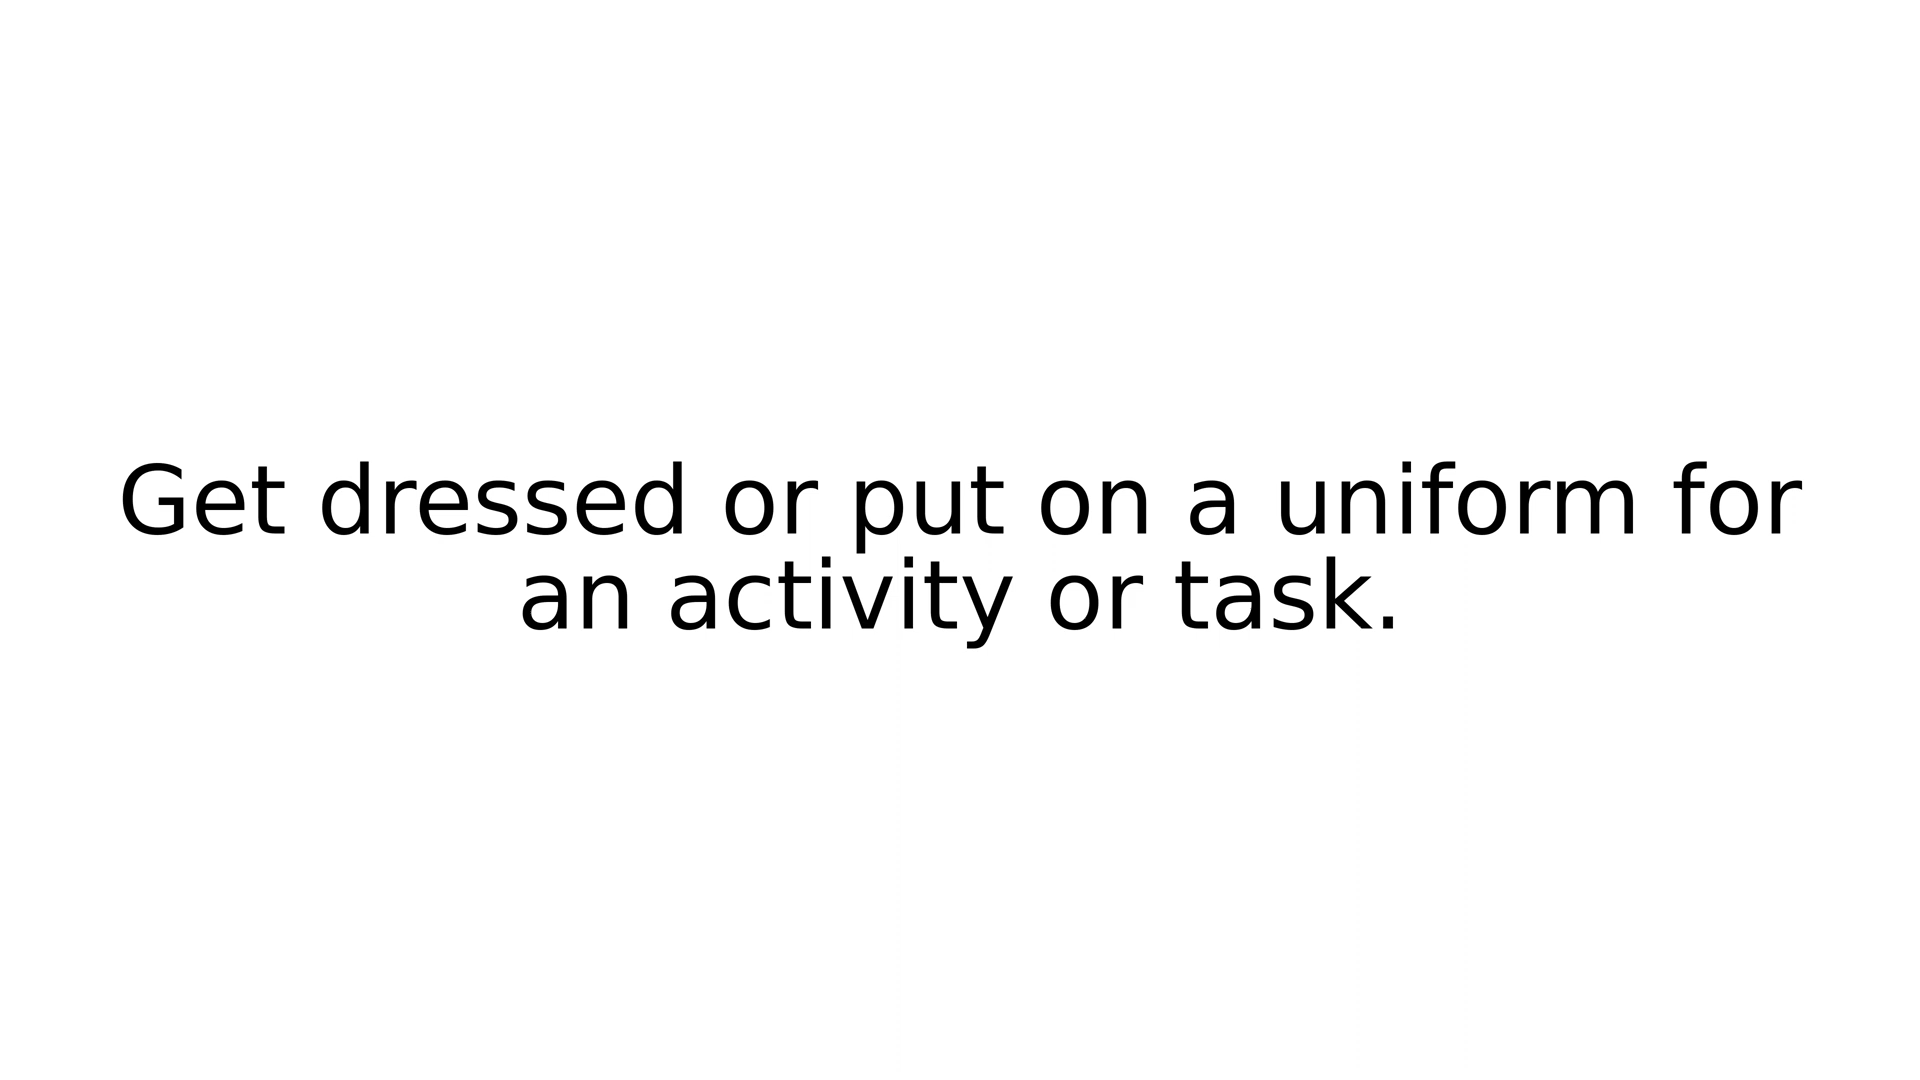 Get dressed or put on a uniform for
an activity or task.